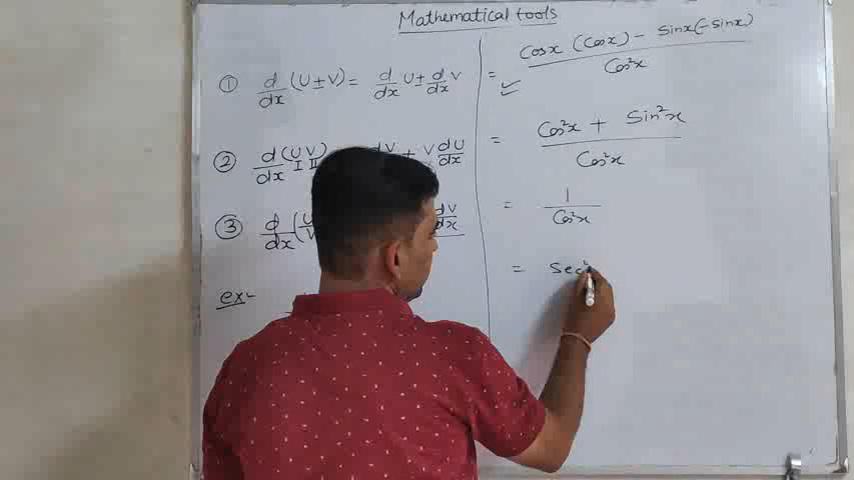 Mathematical tools
① d/dx (U ± V) = d/dx U ± d/dx V
② d/dx (U V) dV + V dU/dx
I II
③ d/dx (U/V dV/dx
ex-
= Cosx (Cosx) - Sinx(-Sinx) / Cos²x
= Cos²x + Sin²x / Cos²x
= 1 / Cos²x
= Sec²